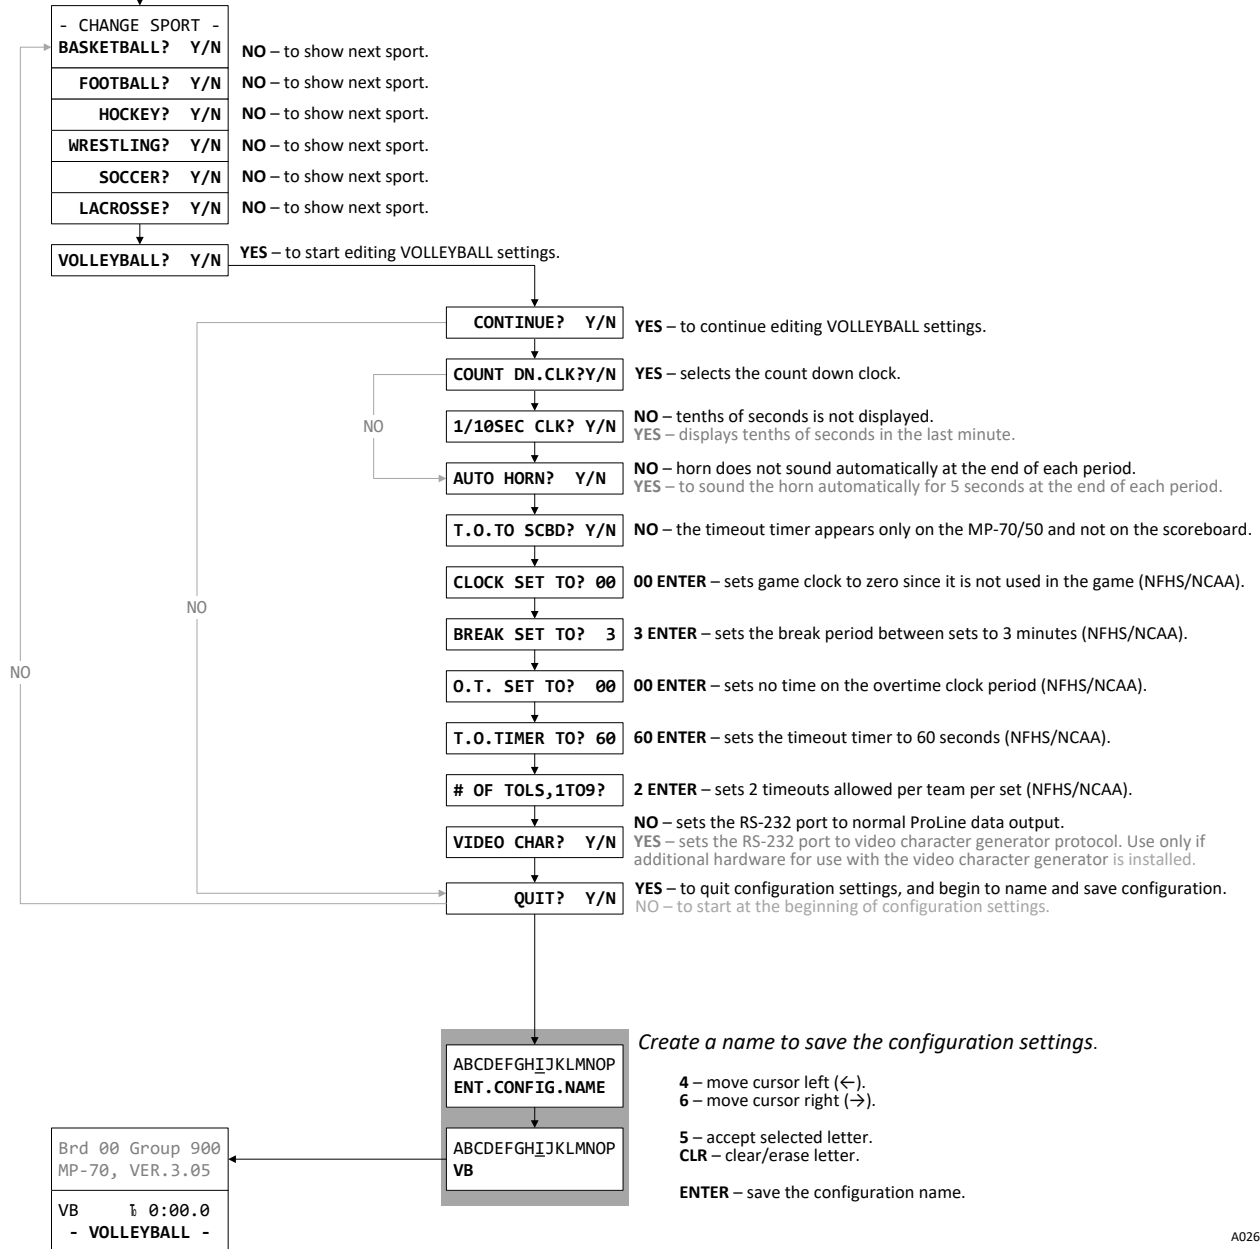 - CHANGE SPORT -
BASKETBALL? Y/N
NO – to show next sport.
FOOTBALL? Y/N
NO – to show next sport.
HOCKEY? Y/N
NO – to show next sport.
WRESTLING? Y/N
NO – to show next sport.
SOCCER? Y/N
NO – to show next sport.
LACROSSE? Y/N
NO – to show next sport.
VOLLEYBALL? Y/N
YES – to start editing VOLLEYBALL settings.
CONTINUE? Y/N
YES – to continue editing VOLLEYBALL settings.
COUNT DN.CLK?Y/N
YES – selects the count down clock.
NO
1/10SEC CLK? Y/N
NO – tenths of seconds is not displayed.
YES – displays tenths of seconds in the last minute.
AUTO HORN? Y/N
NO – horn does not sound automatically at the end of each period.
YES – to sound the horn automatically for 5 seconds at the end of each period.
T.O.TO SCBD? Y/N
NO – the timeout timer appears only on the MP-70/50 and not on the scoreboard.
CLOCK SET TO? 00
00 ENTER – sets game clock to zero since it is not used in the game (NFHS/NCAA).
NO
BREAK SET TO? 3
3 ENTER – sets the break period between sets to 3 minutes (NFHS/NCAA).
NO
O.T. SET TO? 00
00 ENTER – sets no time on the overtime clock period (NFHS/NCAA).
T.O.TIMER TO? 60
60 ENTER – sets the timeout timer to 60 seconds (NFHS/NCAA).
# OF TOLS,1TO9?
2 ENTER – sets 2 timeouts allowed per team per set (NFHS/NCAA).
VIDEO CHAR? Y/N
NO – sets the RS-232 port to normal ProLine data output.
YES – sets the RS-232 port to video character generator protocol. Use only if
additional hardware for use with the video character generator is installed.
QUIT? Y/N
YES – to quit configuration settings, and begin to name and save configuration.
NO – to start at the beginning of configuration settings.
Create a name to save the configuration settings.
ABCDEFGHIJKLMNOP
ENT.CONFIG.NAME
4 – move cursor left (←).
6 – move cursor right (→).
ABCDEFGHIJKLMNOP
VB
5 – accept selected letter.
CLR – clear/erase letter.
ENTER – save the configuration name.
Brd 00 Group 900
MP-70, VER.3.05
VB 0:00.0
- VOLLEYBALL -
A026